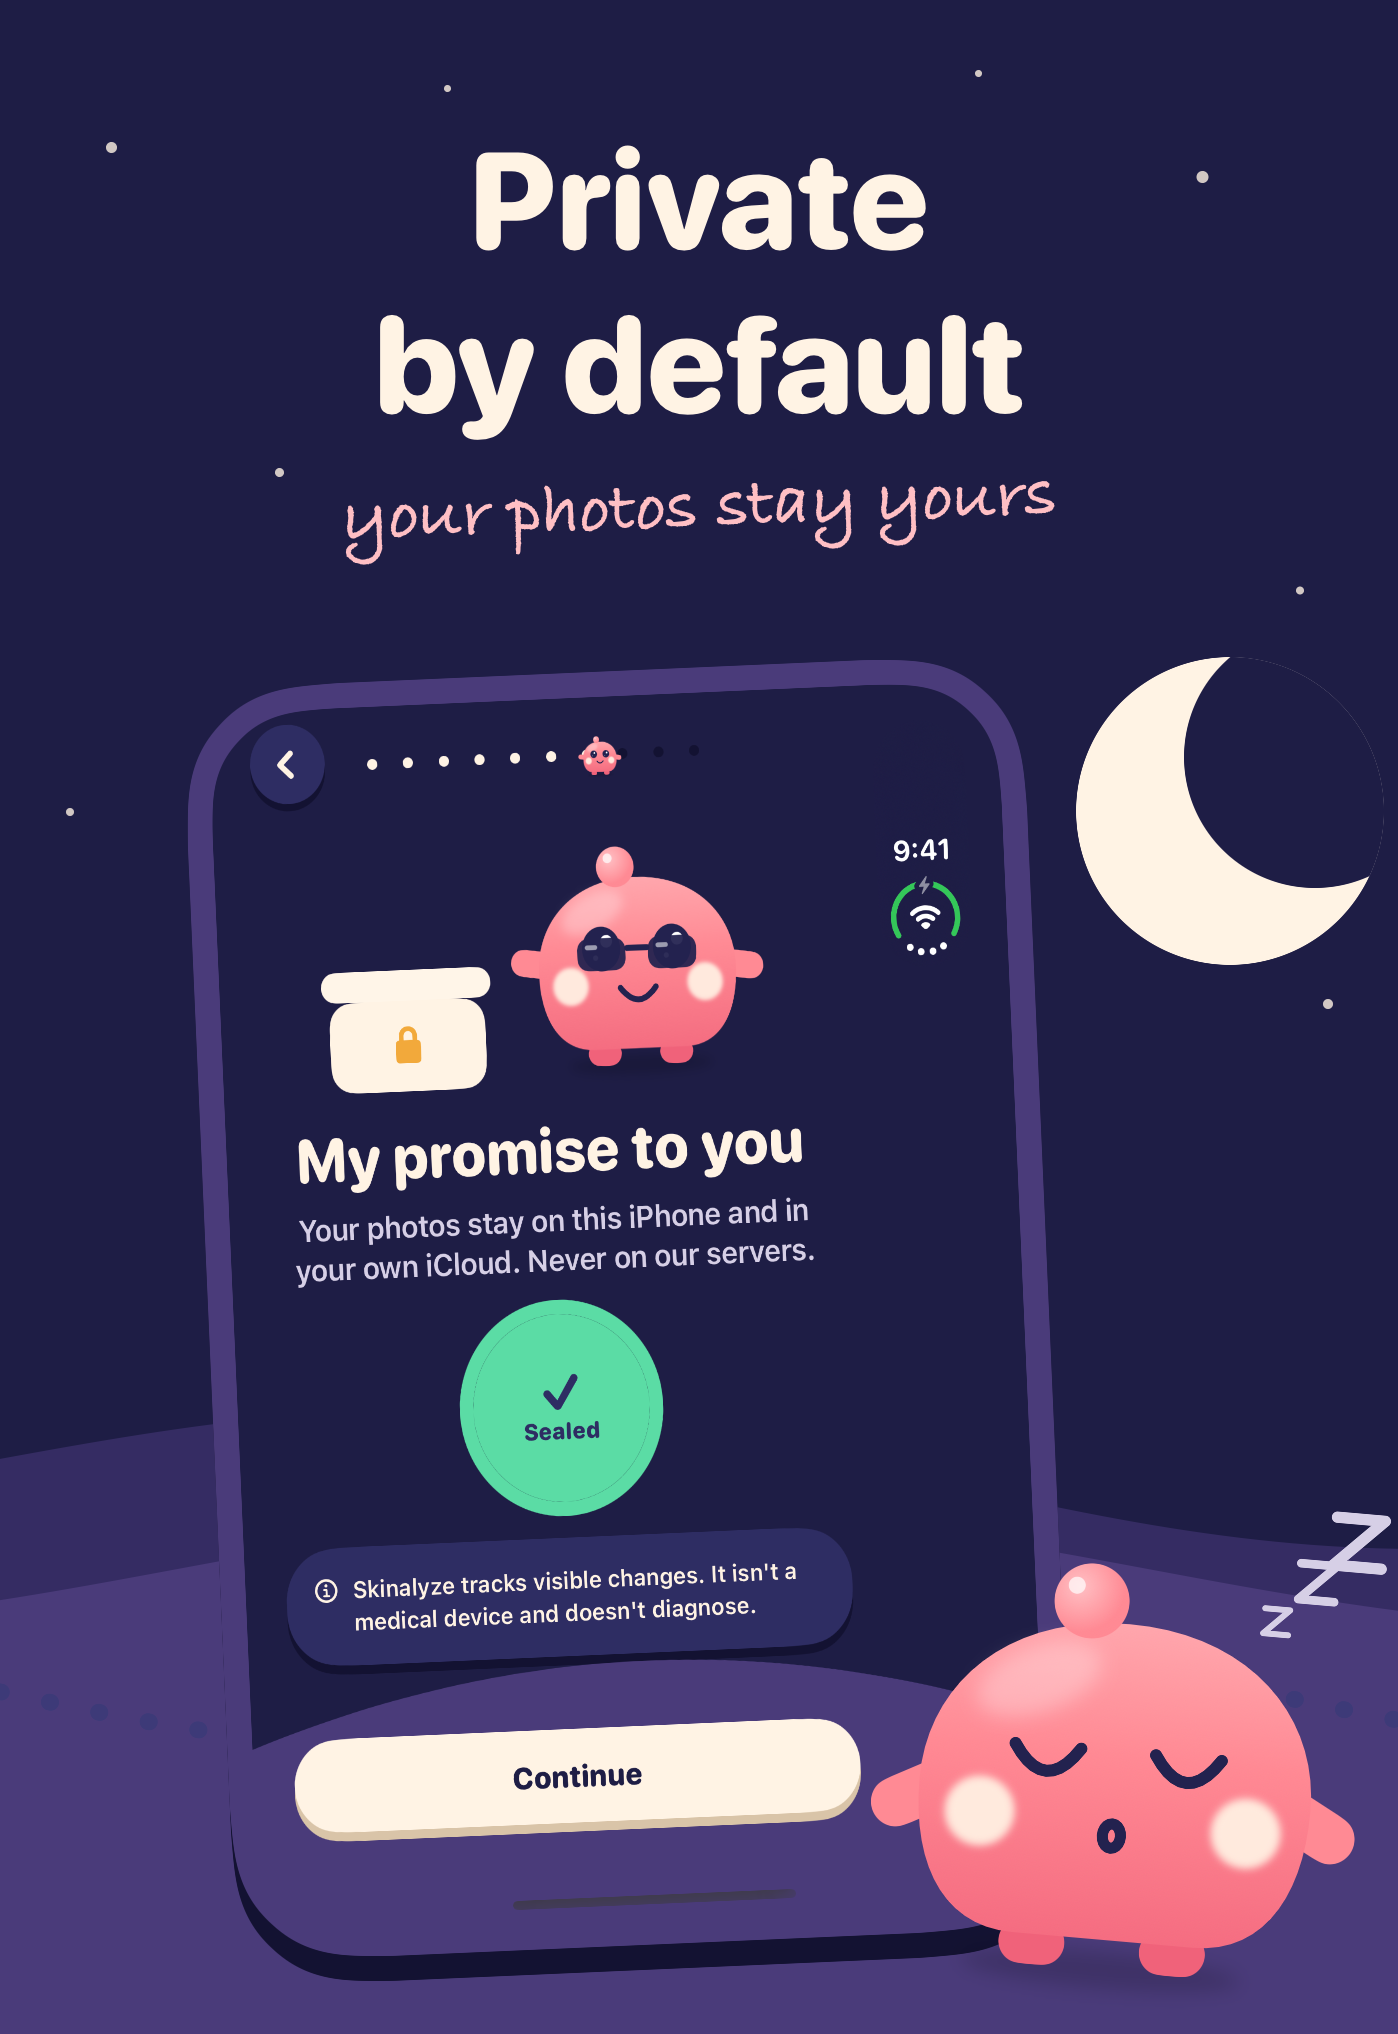 Private
by default
your photos stay yours
9:41
My promise to you
Your photos stay on this iPhone and in
your own iCloud. Never on our servers.
Sealed
Skinalyze tracks visible changes. It isn't a
medical device and doesn't diagnose.
Continue
Z
z